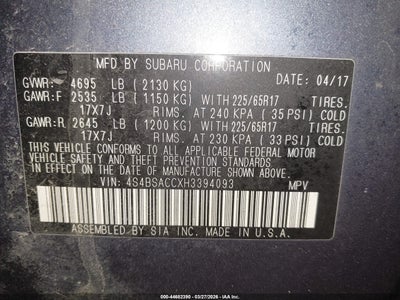 MFD BY SUBARU CORPORATION
DATE: 04/17
GVWR: 4695 LB ( 2130 KG)
GAWR:F 2535 LB ( 1150 KG) WITH 225/65R17 TIRES.
17X7J RIMS. AT 240 KPA ( 35 PSI) COLD
GAWR:R 2645 LB ( 1200 KG) WITH 225/65R17 TIRES.
17X7J RIMS. AT 230 KPA ( 33 PSI) COLD
THIS VEHICLE CONFORMS TO ALL APPLICABLE FEDERAL MOTOR
VEHICLE SAFETY, BUMPER, AND THEFT PREVENTION STANDARDS
IN EFFECT ON THE DATE OF MANUFACTURE SHOWN ABOVE.
VIN: 4S4BSACCXH3394093 MPV
ASSEMBLED BY SIA INC. MADE IN U.S.A.
000-44602390 - 03/27/2026 - IAA Inc.